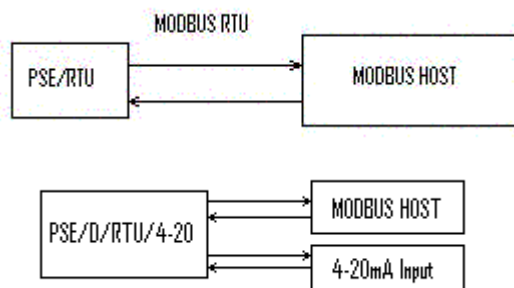 MODBUS RTU
PSE/RTU
MODBUS HOST
PSE/D/RTU/4-20
MODBUS HOST
4-20mA Input